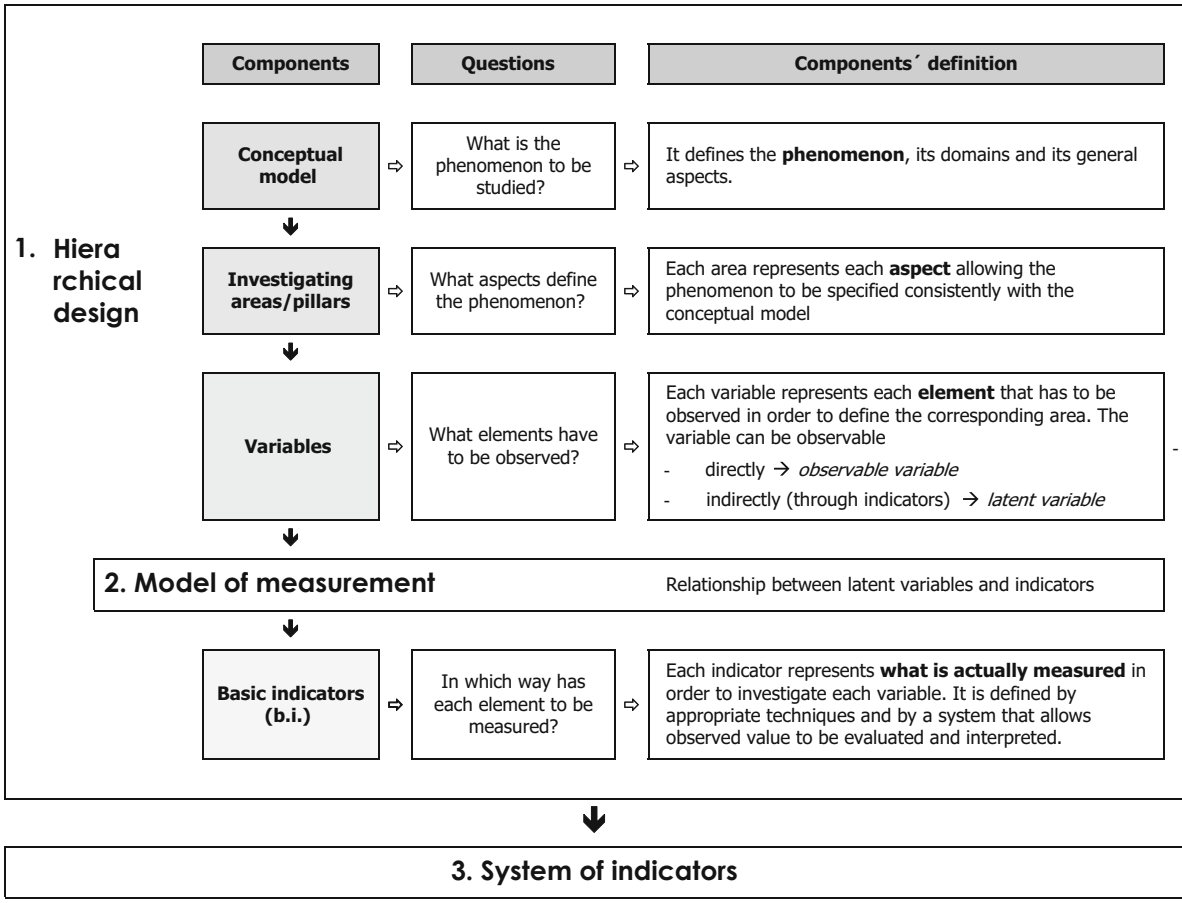 Components
Questions
Components´ definition
Conceptual
model
⇨
What is the
phenomenon to be
studied?
⇨
It defines the phenomenon, its domains and its general
aspects.
1. Hiera
rchical
design
Investigating
areas/pillars
⇨
What aspects define
the phenomenon?
⇨
Each area represents each aspect allowing the
phenomenon to be specified consistently with the
conceptual model
Variables
⇨
What elements have
to be observed?
⇨
Each variable represents each element that has to be
observed in order to define the corresponding area. The
variable can be observable
- directly → observable variable
- indirectly (through indicators) → latent variable
-
2. Model of measurement
Relationship between latent variables and indicators
Basic indicators
(b.i.)
⇨
In which way has
each element to be
measured?
⇨
Each indicator represents what is actually measured in
order to investigate each variable. It is defined by
appropriate techniques and by a system that allows
observed value to be evaluated and interpreted.
3. System of indicators